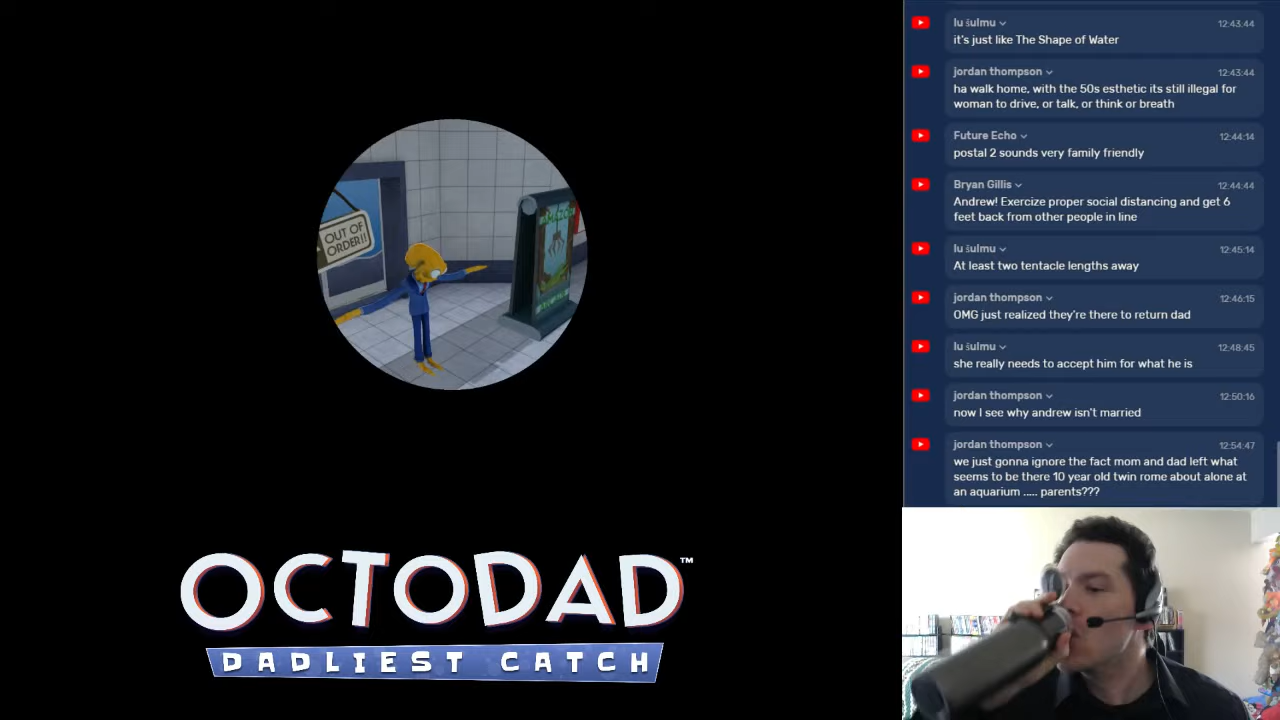 OUT OF
ORDER!!
OCTODAD™
DADLIEST CATCH
lu šulmu 12:43:44
it's just like The Shape of Water
jordan thompson 12:43:44
ha walk home, with the 50s esthetic its still illegal for
woman to drive, or talk, or think or breath
Future Echo 12:44:14
postal 2 sounds very family friendly
Bryan Gillis 12:44:44
Andrew! Exercize proper social distancing and get 6
feet back from other people in line
lu šulmu 12:45:14
At least two tentacle lengths away
jordan thompson 12:46:15
OMG just realized they're there to return dad
lu šulmu 12:48:45
she really needs to accept him for what he is
jordan thompson 12:50:16
now I see why andrew isn't married
jordan thompson 12:54:47
we just gonna ignore the fact mom and dad left what
seems to be there 10 year old twin rome about alone at
an aquarium ..... parents???